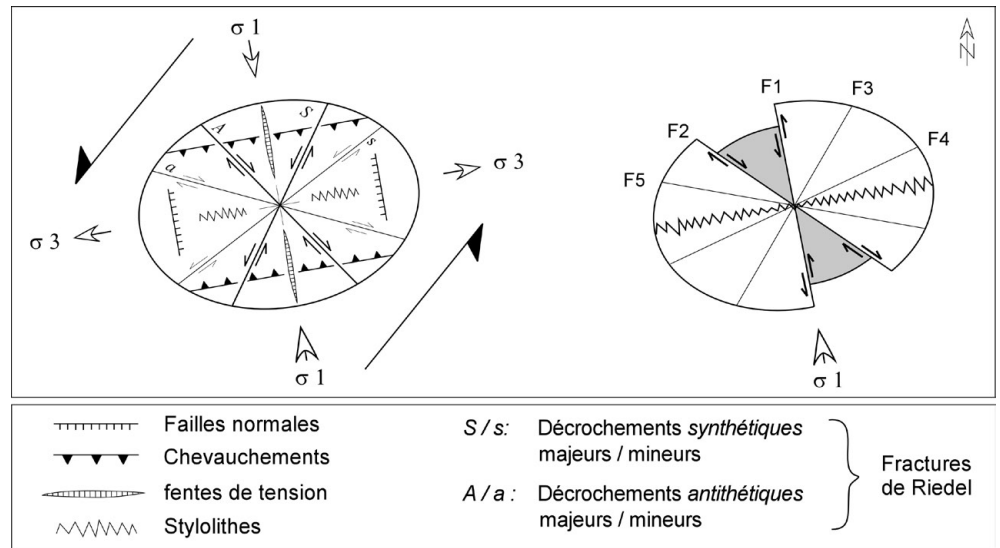 σ 1
A
S
a
s
σ 3
σ 3
σ 1
N
F1
F3
F2
F4
F5
σ 1
Failles normales
Chevauchements
fentes de tension
Stylolithes
S / s: Décrochements synthétiques
majeurs / mineurs
A / a : Décrochements antithétiques
majeurs / mineurs
Fractures
de Riedel